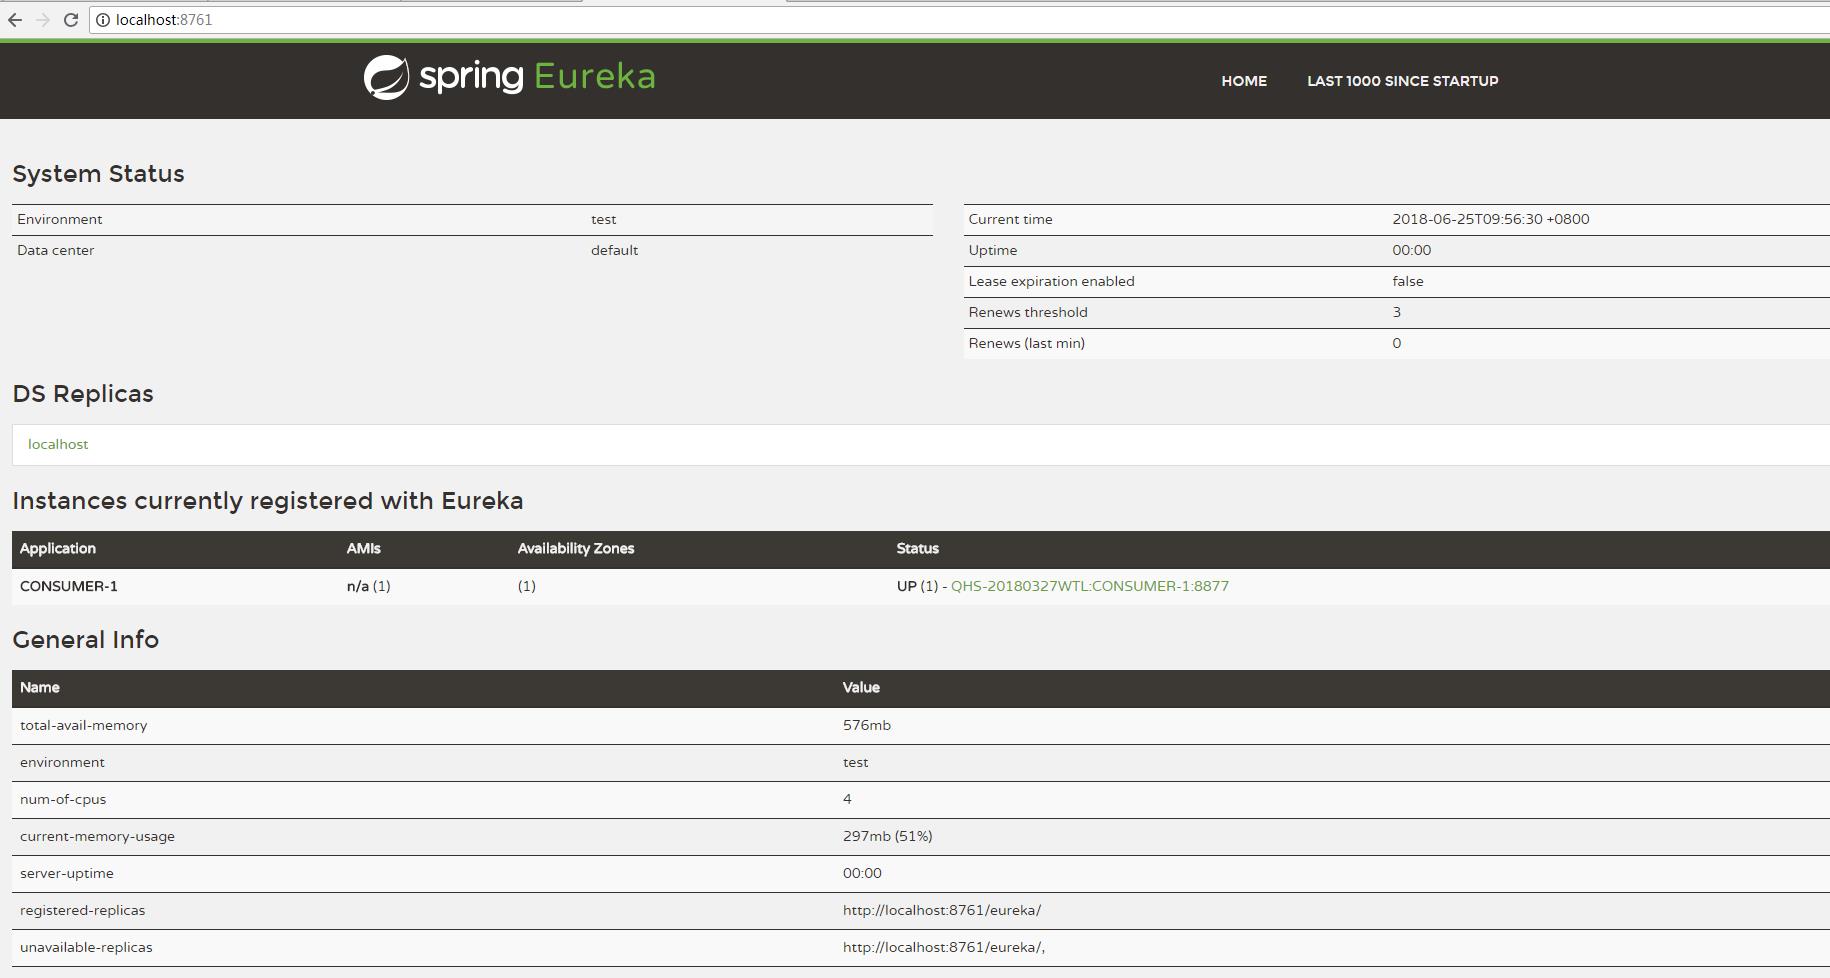 localhost:8761
spring Eureka
HOME LAST 1000 SINCE STARTUP
System Status
Environment test
Data center default
Current time 2018-06-25T09:56:30 +0800
Uptime 00:00
Lease expiration enabled false
Renews threshold 3
Renews (last min) 0
DS Replicas
localhost
Instances currently registered with Eureka
Application AMIs Availability Zones Status
CONSUMER-1 n/a (1) (1) UP (1) - QHS-20180327WTL:CONSUMER-1:8877
General Info
Name Value
total-avail-memory 576mb
environment test
num-of-cpus 4
current-memory-usage 297mb (51%)
server-uptime 00:00
registered-replicas http://localhost:8761/eureka/
unavailable-replicas http://localhost:8761/eureka/,